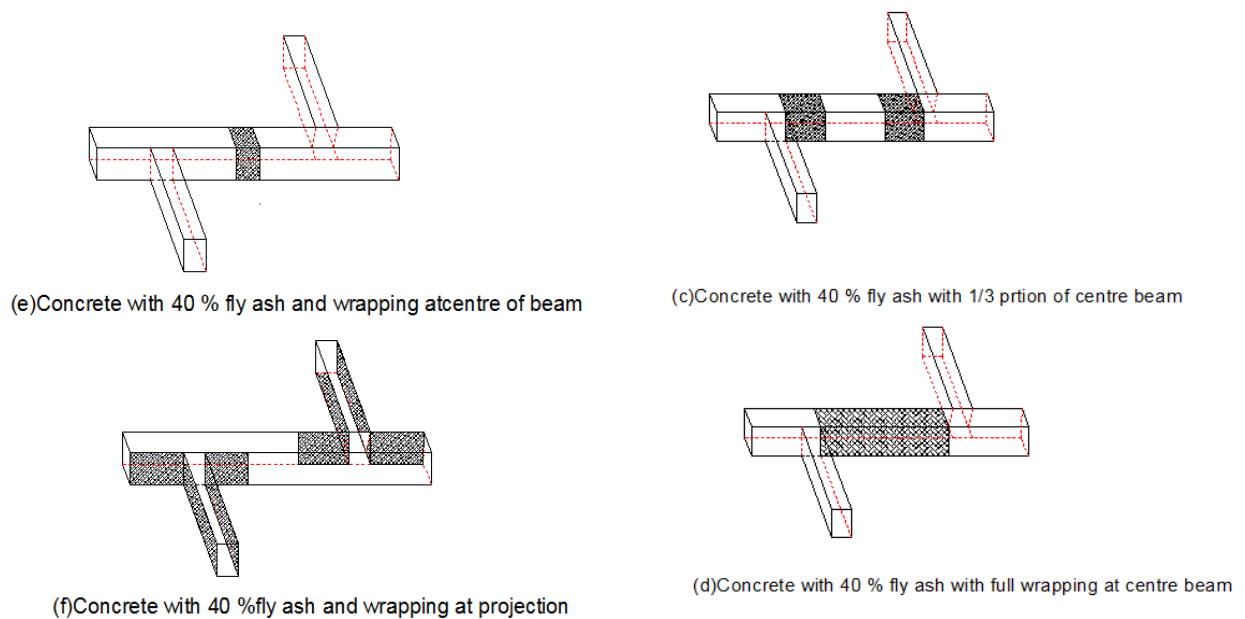 (e)Concrete with 40 % fly ash and wrapping atcentre of beam
(c)Concrete with 40 % fly ash with 1/3 prtion of centre beam
(f)Concrete with 40 %fly ash and wrapping at projection
(d)Concrete with 40 % fly ash with full wrapping at centre beam